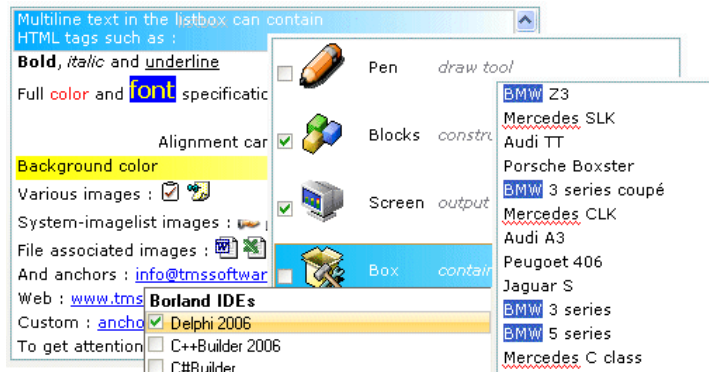 Multiline text in the listbox can contain
HTML tags such as :
Bold, italic and underline
Full color and font specificatic
Alignment car
Background color
Various images :
System-imagelist images :
File associated images :
And anchors : info@tmssoftwar
Web : www.tms
Custom : ancho
To get attention
Pen draw tool
Blocks constru
Screen output
Box contain
Borland IDEs
Delphi 2006
C++Builder 2006
C#Builder
BMW Z3
Mercedes SLK
Audi TT
Porsche Boxster
BMW 3 series coupé
Mercedes CLK
Audi A3
Peugoet 406
Jaguar S
BMW 3 series
BMW 5 series
Mercedes C class